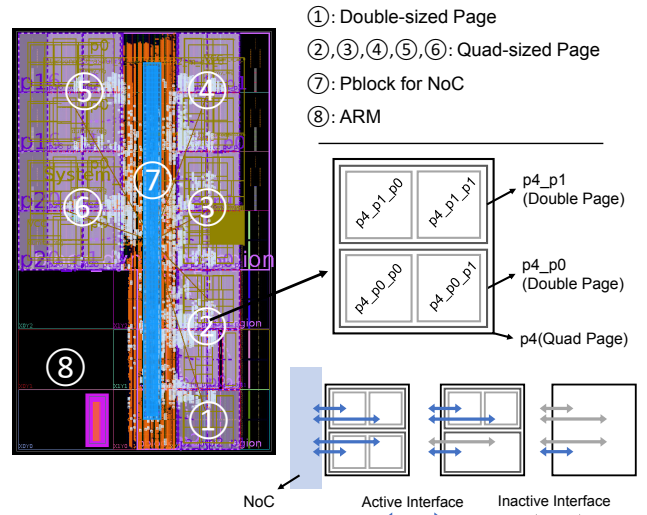 ①: Double-sized Page
②,③,④,⑤,⑥: Quad-sized Page
⑦: Pblock for NoC
⑧: ARM
⑤
④
⑦
⑥
③
②
⑧
①
System
X0Y2
p4_p1_p0
p4_p1_p1
p4_p0_p0
p4_p0_p1
p4_p1
(Double Page)
p4_p0
(Double Page)
p4(Quad Page)
NoC
Active Interface
Inactive Interface